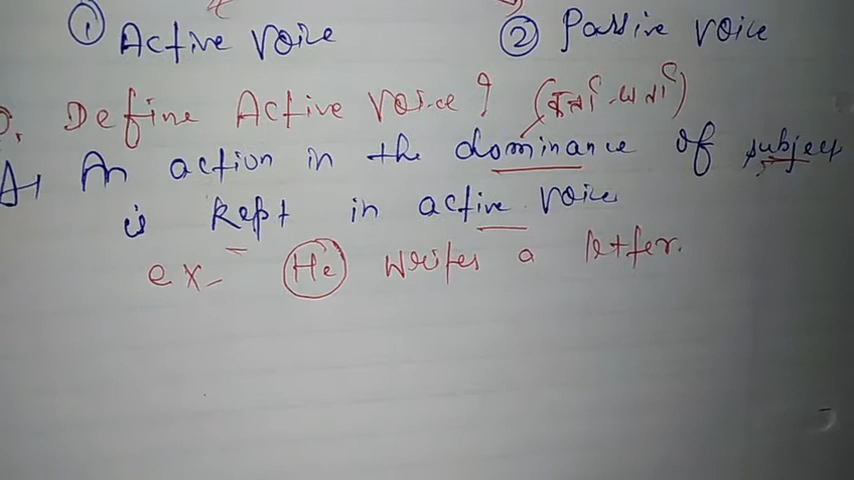 ① Active Voice ② Passive voice
Q. Define Active Voice?
A, An action in the dominance of subject
is kept in active voice
ex- He writes a letter.